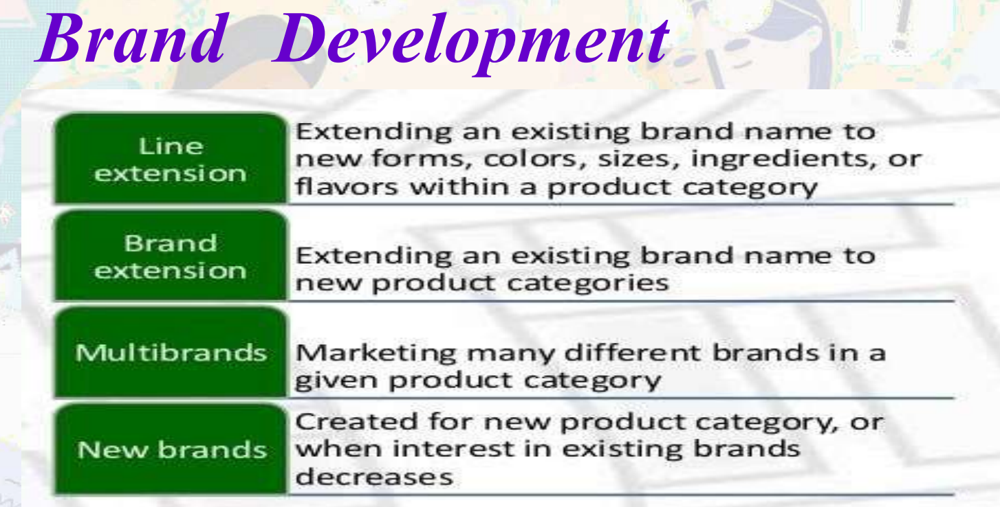 Brand Development
Line
extension
Extending an existing brand name to
new forms, colors, sizes, ingredients, or
flavors within a product category
Brand
extension
Extending an existing brand name to
new product categories
Multibrands
Marketing many different brands in a
given product category
New brands
Created for new product category, or
when interest in existing brands
decreases